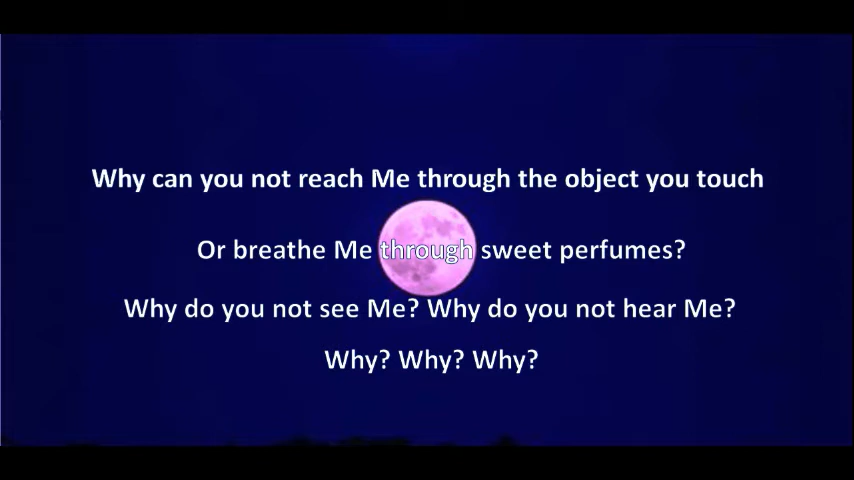 Why can you not reach Me through the object you touch
Or breathe Me through sweet perfumes?
Why do you not see Me? Why do you not hear Me?
Why? Why? Why?